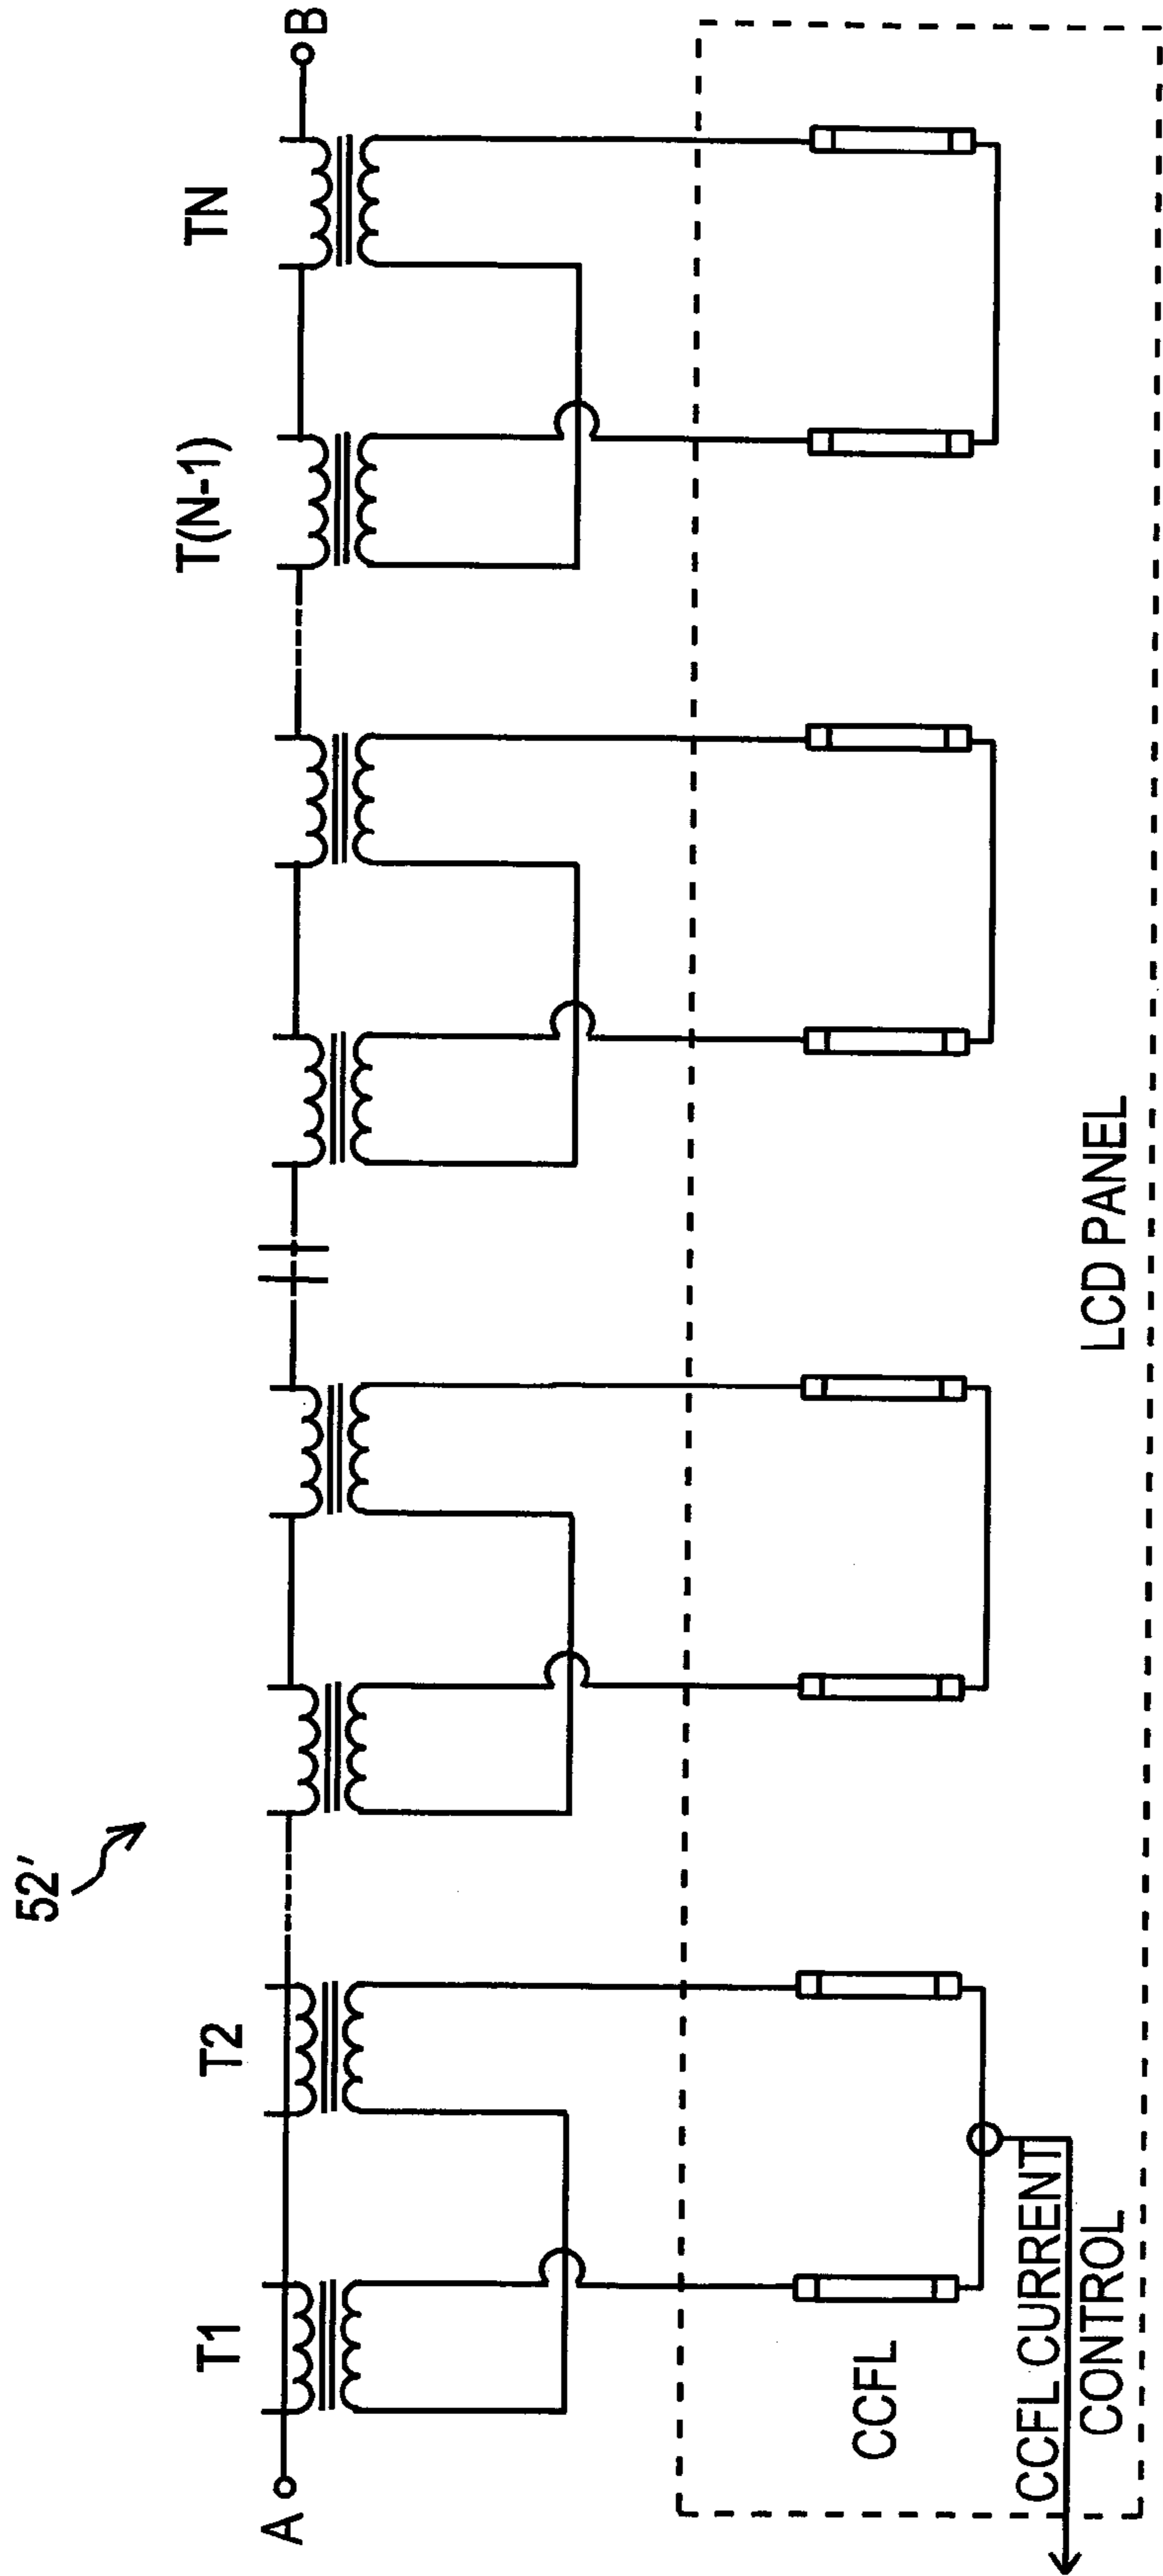 52'
T1
T2
T(N-1)
TN
A
B
CCFL
CCFL CURRENT
CONTROL
LCD PANEL